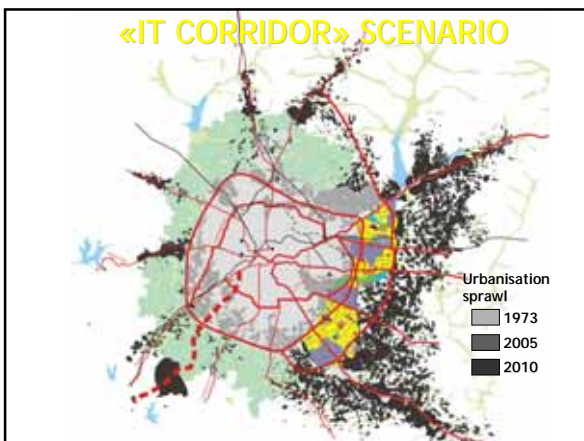 «IT CORRIDOR» SCENARIO
Urbanisation
sprawl
1973
2005
2010